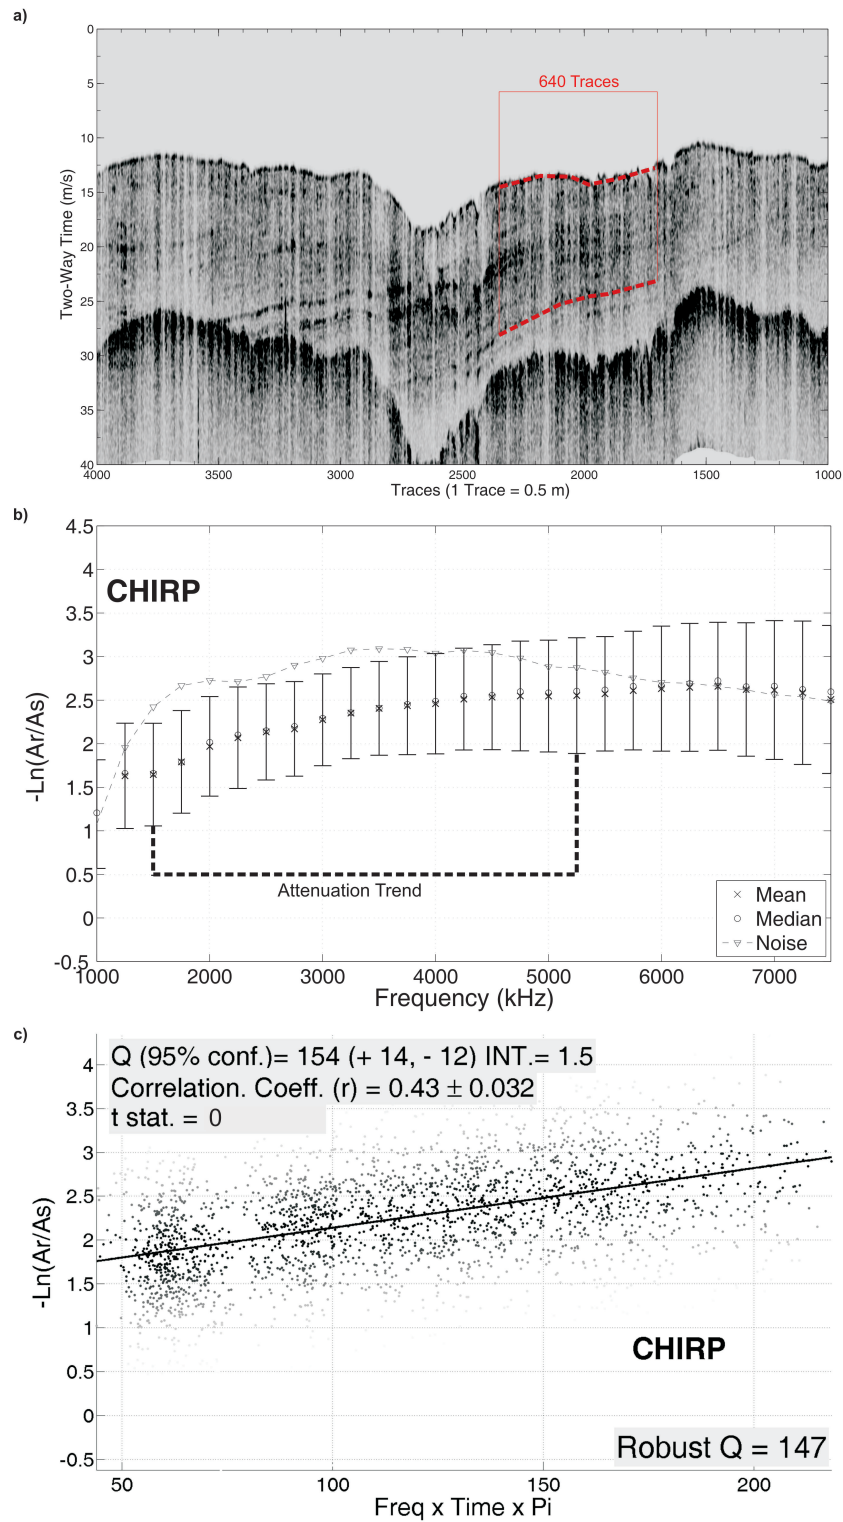 a)
0
5
10
15
20
25
30
35
40
Two-Way Time (m/s)
640 Traces
4000
3500
3000
2500
2000
1500
1000
Traces (1 Trace = 0.5 m)
b)
4.5
4
3.5
3
2.5
2
1.5
1
0.5
0
-0.5
-Ln(Ar/As)
CHIRP
Attenuation Trend
Mean
Median
Noise
1000
2000
3000
4000
5000
6000
7000
Frequency (kHz)
c)
4
3.5
3
2.5
2
1.5
1
0.5
0
-0.5
-Ln(Ar/As)
Q (95% conf.)= 154 (+ 14, - 12) INT.= 1.5
Correlation. Coeff. (r) = 0.43 ± 0.032
t stat. = 0
CHIRP
Robust Q = 147
50
100
150
200
Freq x Time x Pi